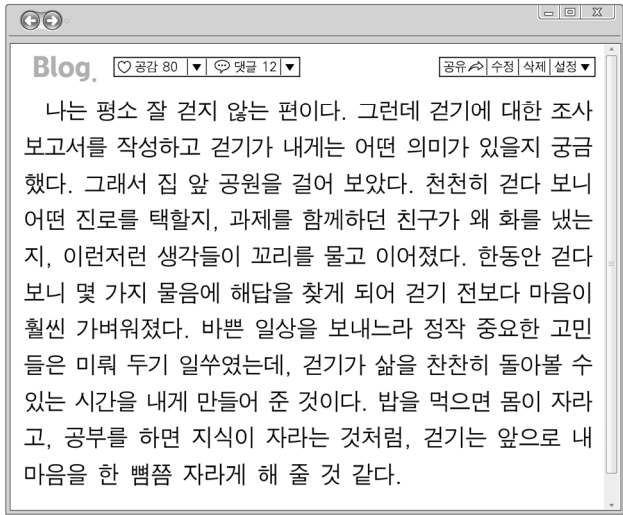 Blog. ♡ 공감 80 ▼ 댓글 12 ▼ 공유 수정 삭제 설정 ▼
나는 평소 잘 걷지 않는 편이다. 그런데 걷기에 대한 조사
보고서를 작성하고 걷기가 내게는 어떤 의미가 있을지 궁금
했다. 그래서 집 앞 공원을 걸어 보았다. 천천히 걷다 보니
어떤 진로를 택할지, 과제를 함께하던 친구가 왜 화를 냈는
지, 이런저런 생각들이 꼬리를 물고 이어졌다. 한동안 걷다
보니 몇 가지 물음에 해답을 찾게 되어 걷기 전보다 마음이
훨씬 가벼워졌다. 바쁜 일상을 보내느라 정작 중요한 고민
들은 미뤄 두기 일쑤였는데, 걷기가 삶을 찬찬히 돌아볼 수
있는 시간을 내게 만들어 준 것이다. 밥을 먹으면 몸이 자라
고, 공부를 하면 지식이 자라는 것처럼, 걷기는 앞으로 내
마음을 한 뼘쯤 자라게 해 줄 것 같다.